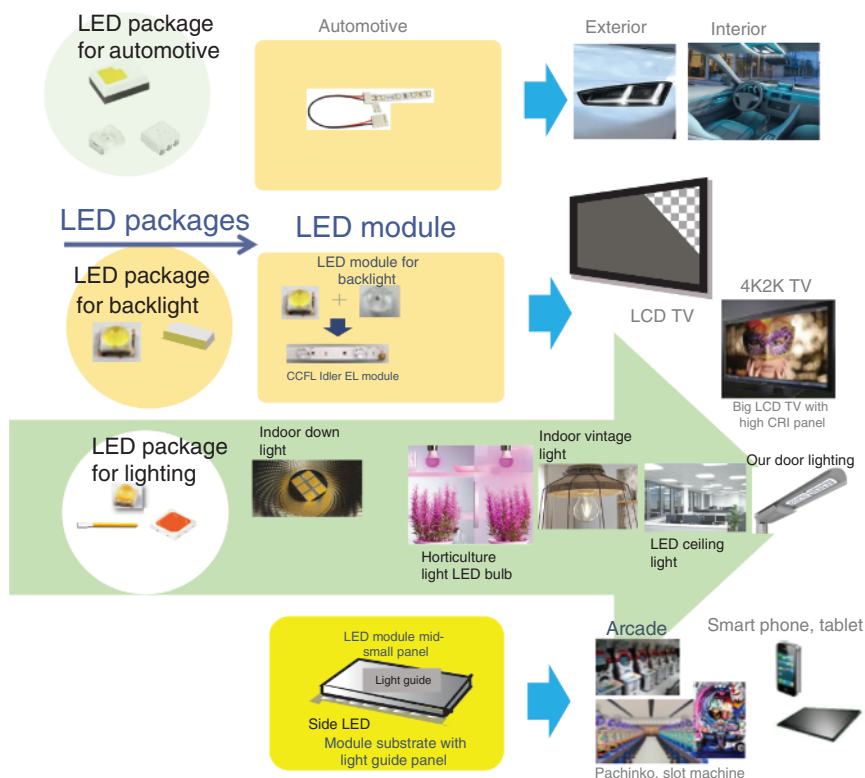 LED package
for automotive
Automotive
Exterior
Interior
LED packages
LED module
LED package
for backlight
LED module for
backlight
+
CCFL Idler EL module
LCD TV
4K2K TV
Big LCD TV with
high CRI panel
LED package
for lighting
Indoor down
light
Horticulture
light LED bulb
Indoor vintage
light
LED ceiling
light
Our door lighting
LED module mid-
small panel
Light guide
Side LED
Module substrate with
light guide panel
Arcade
Smart phone, tablet
Pachinko, slot machine